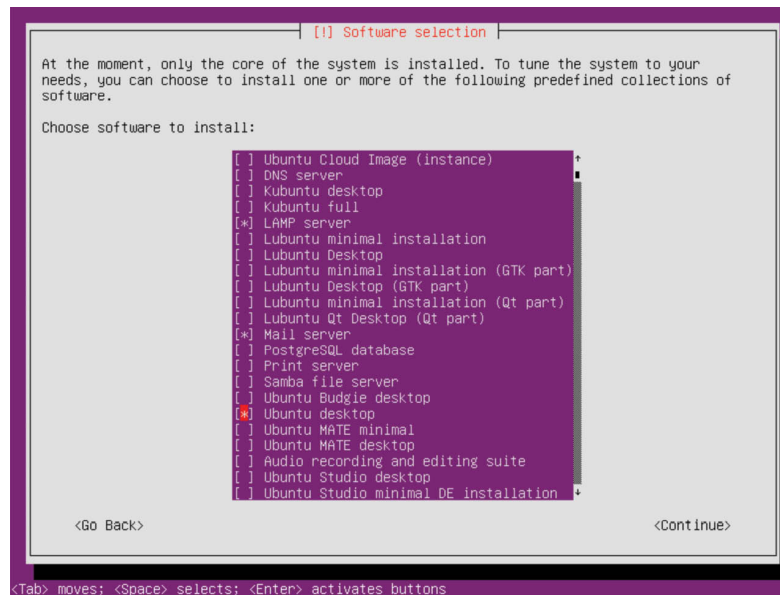 [!] Software selection
At the moment, only the core of the system is installed. To tune the system to your
needs, you can choose to install one or more of the following predefined collections of
software.
Choose software to install:
[ ] Ubuntu Cloud Image (instance)
[ ] DNS server
[ ] Kubuntu desktop
[ ] Kubuntu full
[*] LAMP server
[ ] Lubuntu minimal installation
[ ] Lubuntu Desktop
[ ] Lubuntu minimal installation (GTK part)
[ ] Lubuntu Desktop (GTK part)
[ ] Lubuntu minimal installation (Qt part)
[ ] Lubuntu Qt Desktop (Qt part)
[*] Mail server
[ ] PostgreSQL database
[ ] Print server
[ ] Samba file server
[ ] Ubuntu Budgie desktop
[*] Ubuntu desktop
[ ] Ubuntu MATE minimal
[ ] Ubuntu MATE desktop
[ ] Audio recording and editing suite
[ ] Ubuntu Studio desktop
[ ] Ubuntu Studio minimal DE installation
<Go Back> <Continue>
<Tab> moves; <Space> selects; <Enter> activates buttons